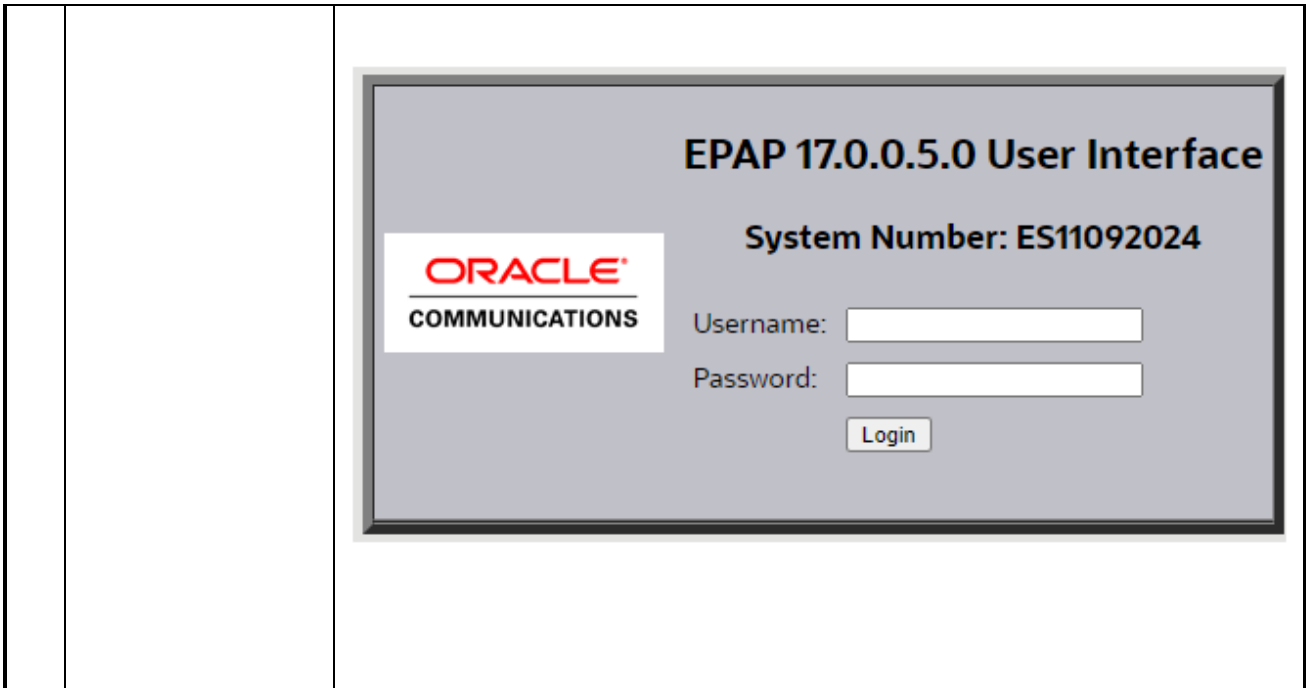 EPAP 17.0.0.5.0 User Interface
System Number: ES11092024
ORACLE®
COMMUNICATIONS
Username:
Password:
Login